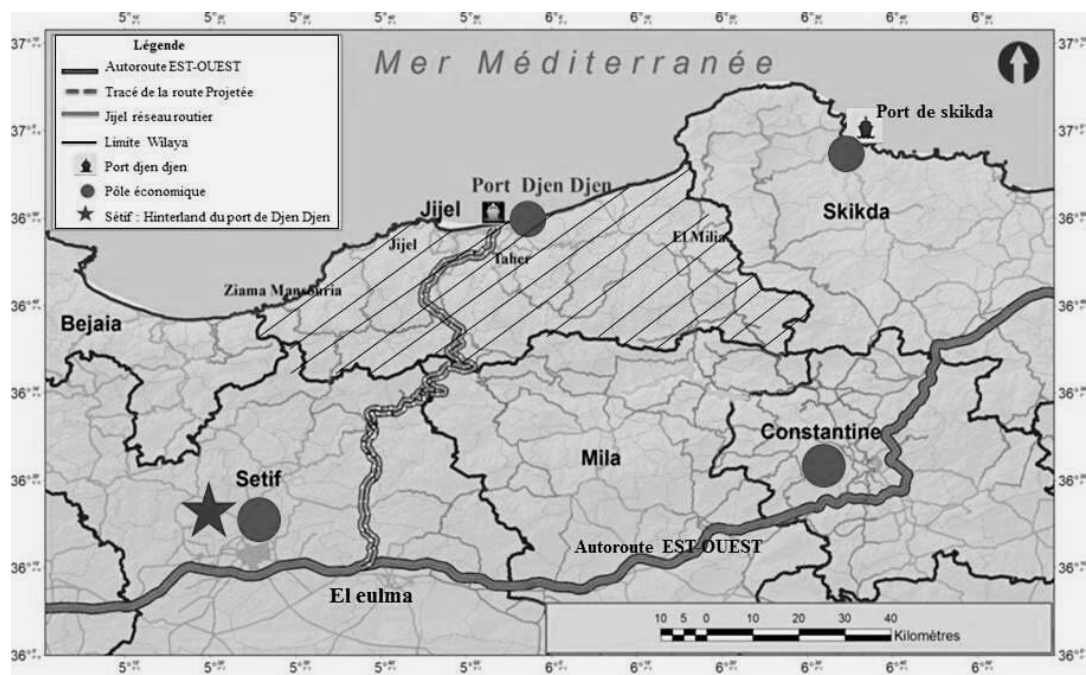 Légende
Autoroute EST-OUEST
Tracé de la route Projetée
Jijel réseau routier
Limite Wilaya
Port djen djen
Pôle économique
Sétif : Hinterland du port de Djen Djen
Mer Méditerranée
Port de skikda
Port Djen Djen
Jijel
Skikda
Jijel
El Milia
Taher
Ziama Mansouria
Bejaia
Constantine
Mila
Setif
Autoroute EST-OUEST
El eulma
10 5 0 10 20 30 40
Kilomètres